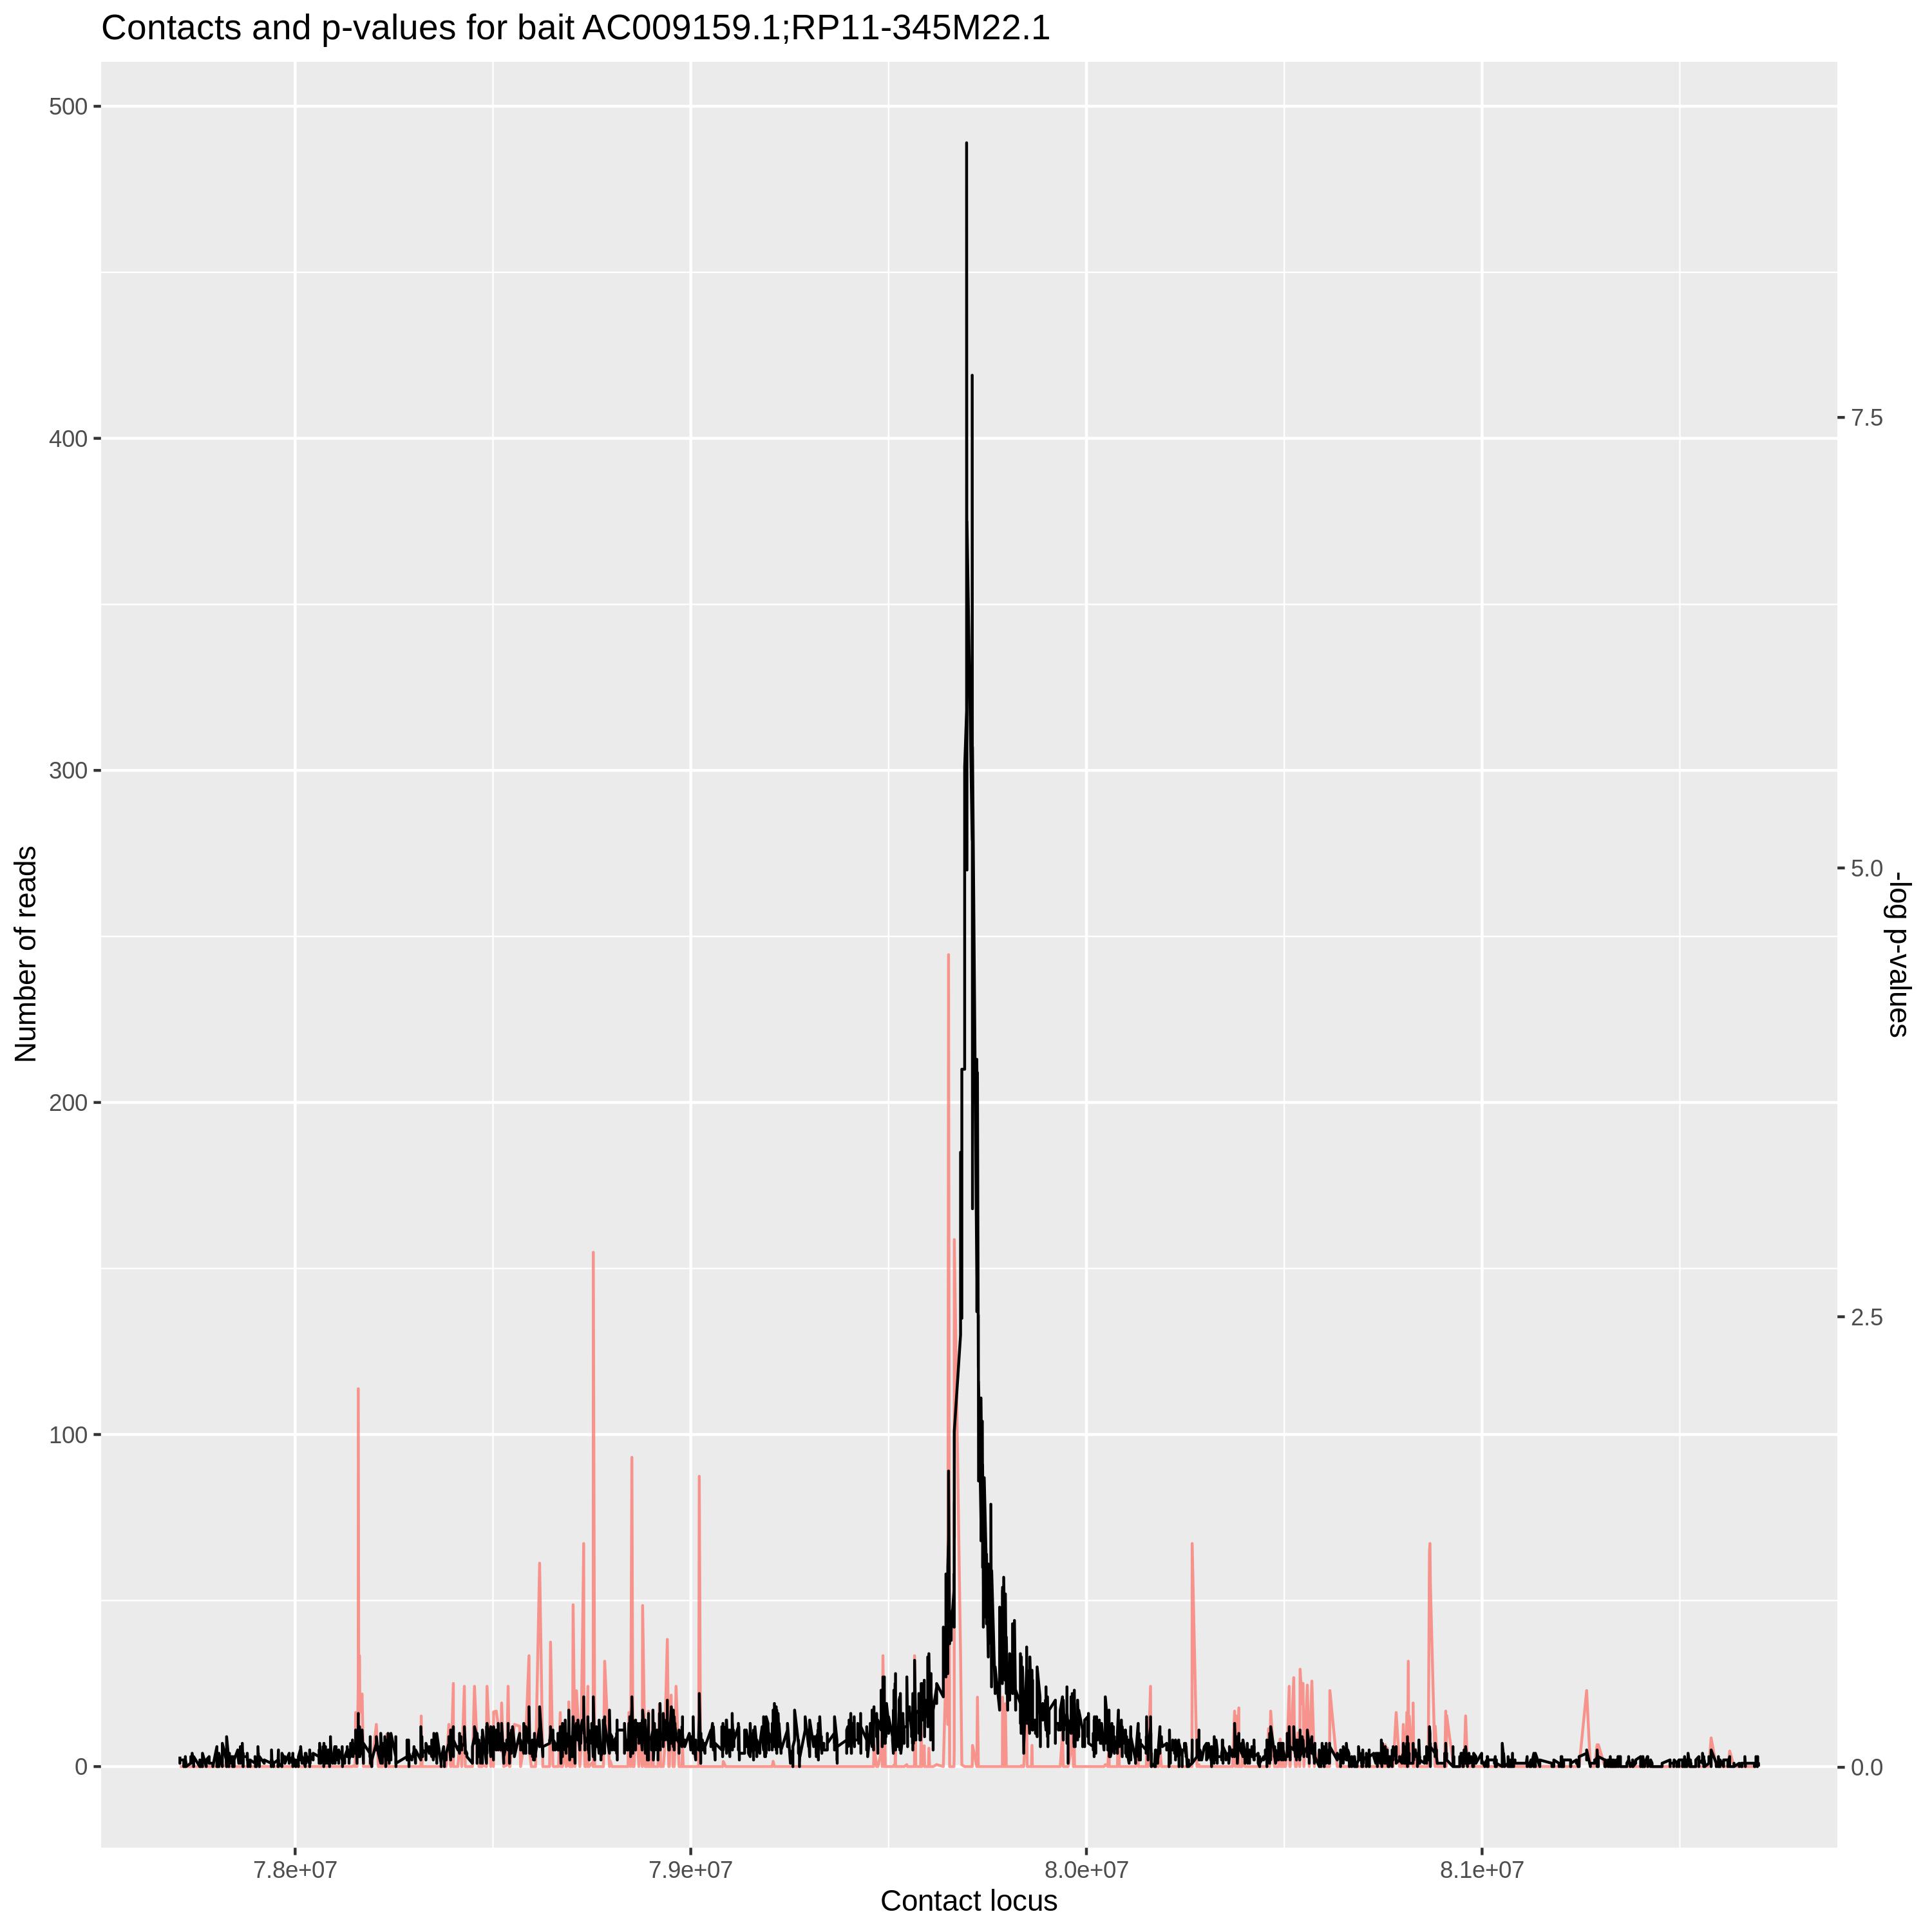 Contacts and p-values for bait AC009159.1;RP11-345M22.1
500
400
300
200
100
0
Number of reads
7.5
5.0
2.5
0.0
-log p-values
7.8e+07
7.9e+07
8.0e+07
8.1e+07
Contact locus